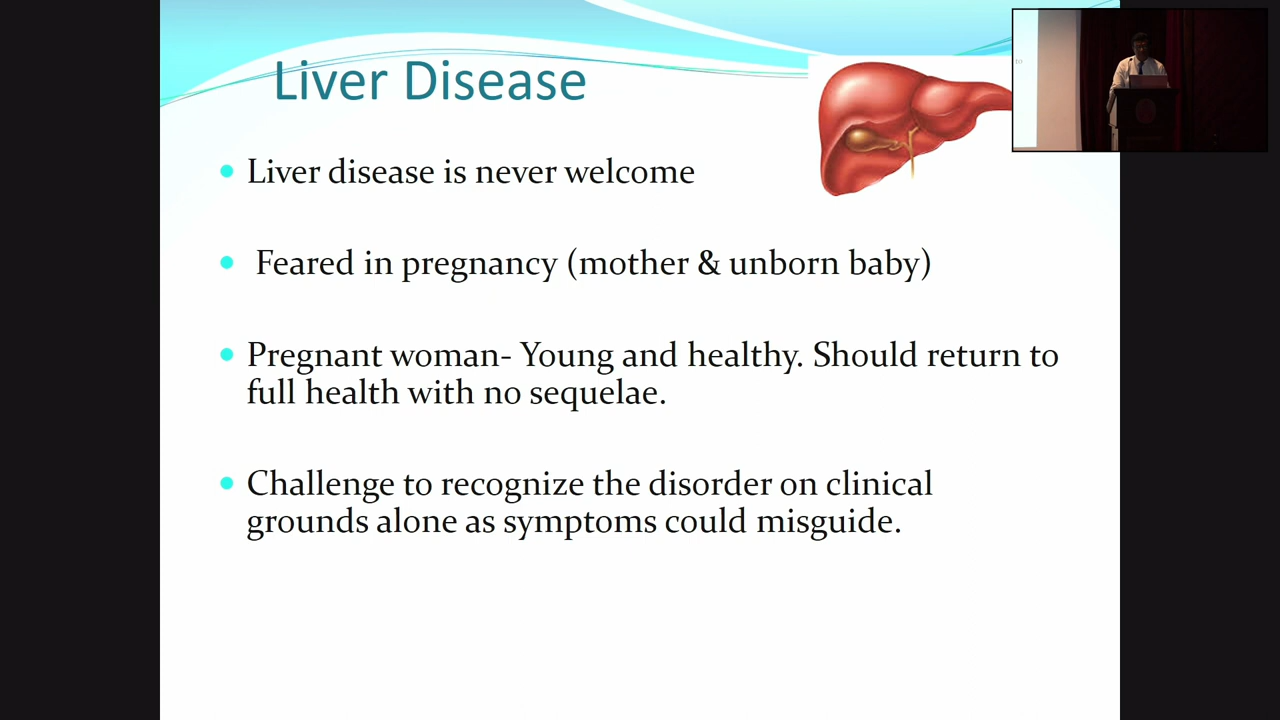 Liver Disease
Liver disease is never welcome
Feared in pregnancy (mother & unborn baby)
Pregnant woman- Young and healthy. Should return to
full health with no sequelae.
Challenge to recognize the disorder on clinical
grounds alone as symptoms could misguide.
to